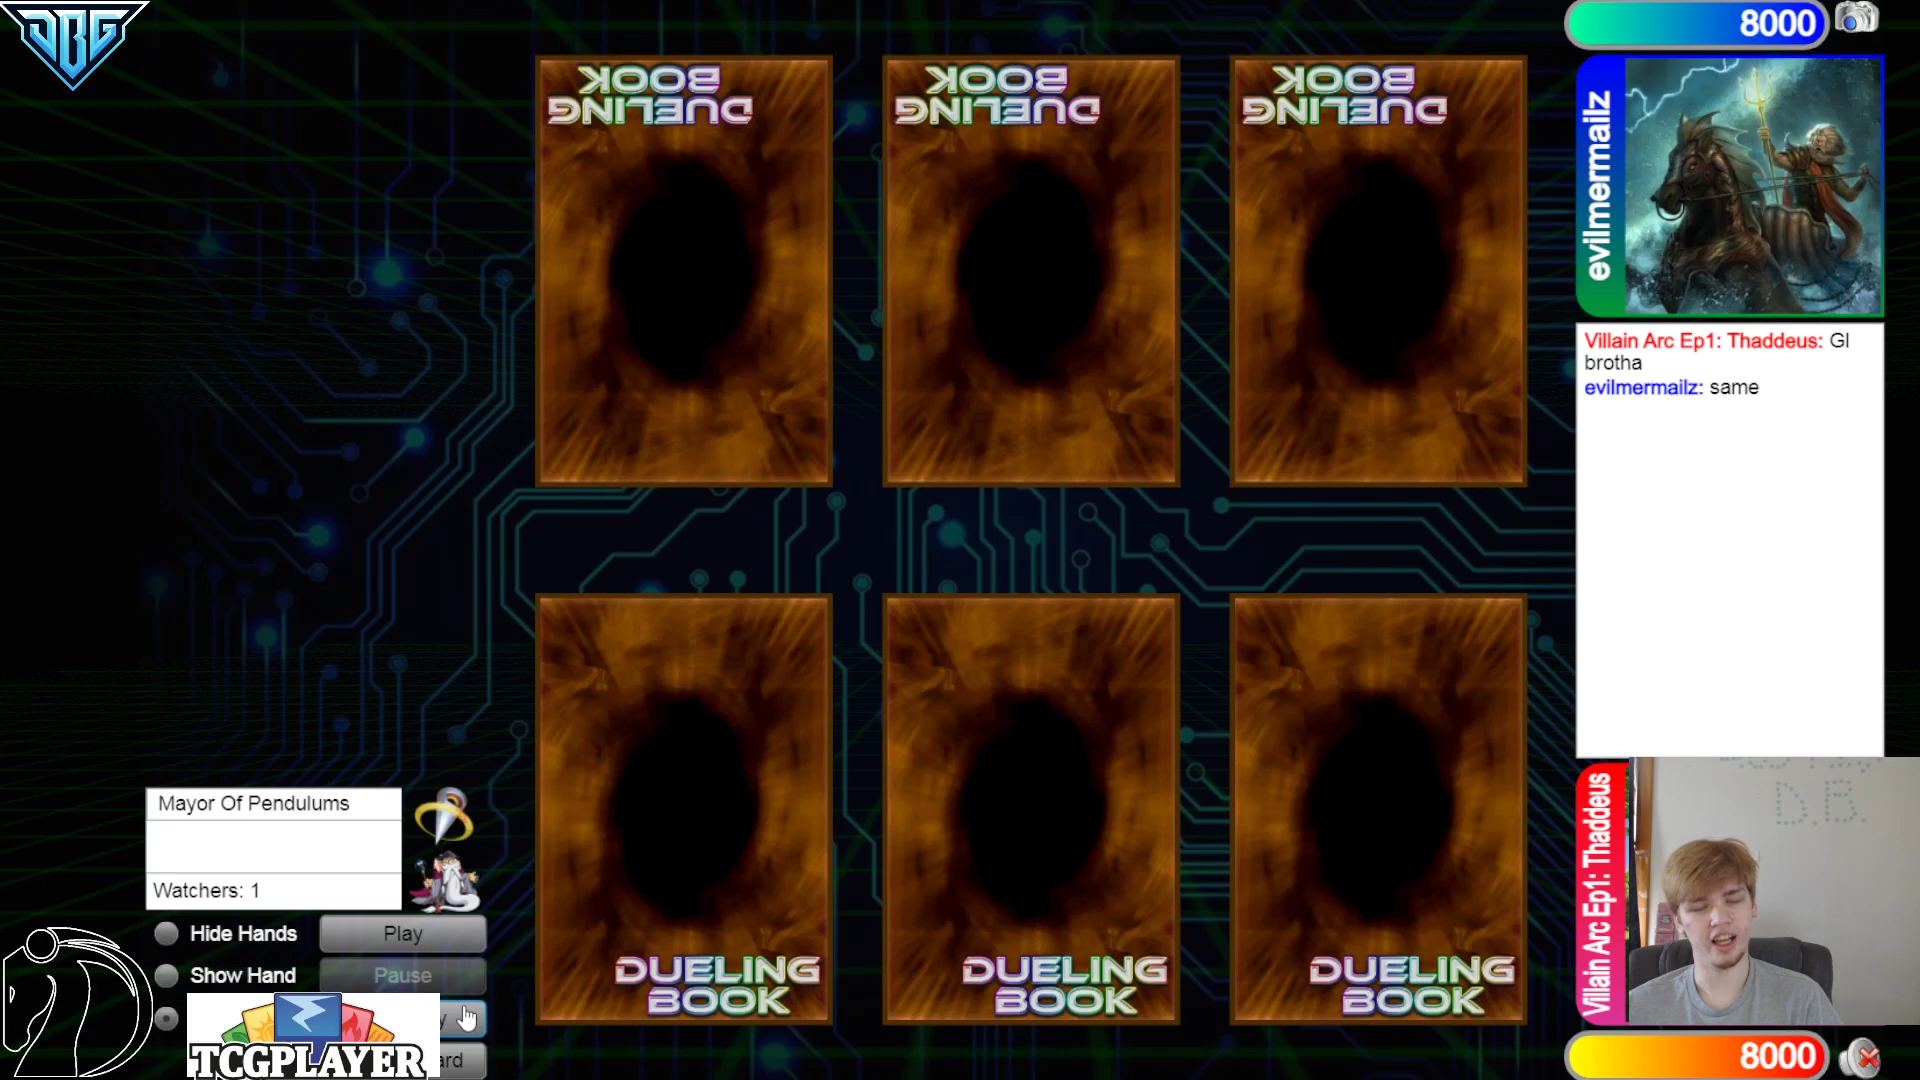 DBG
DUELING
BOOK
DUELING
BOOK
DUELING
BOOK
8000
evilmermailz
Villain Arc Ep1: Thaddeus: Gl
brotha
evilmermailz: same
Mayor Of Pendulums
Watchers: 1
Hide Hands
Play
Show Hand
Pause
TCGPLAYER
DUELING
BOOK
DUELING
BOOK
DUELING
BOOK
Villain Arc Ep1: Thaddeus
D.B.
8000